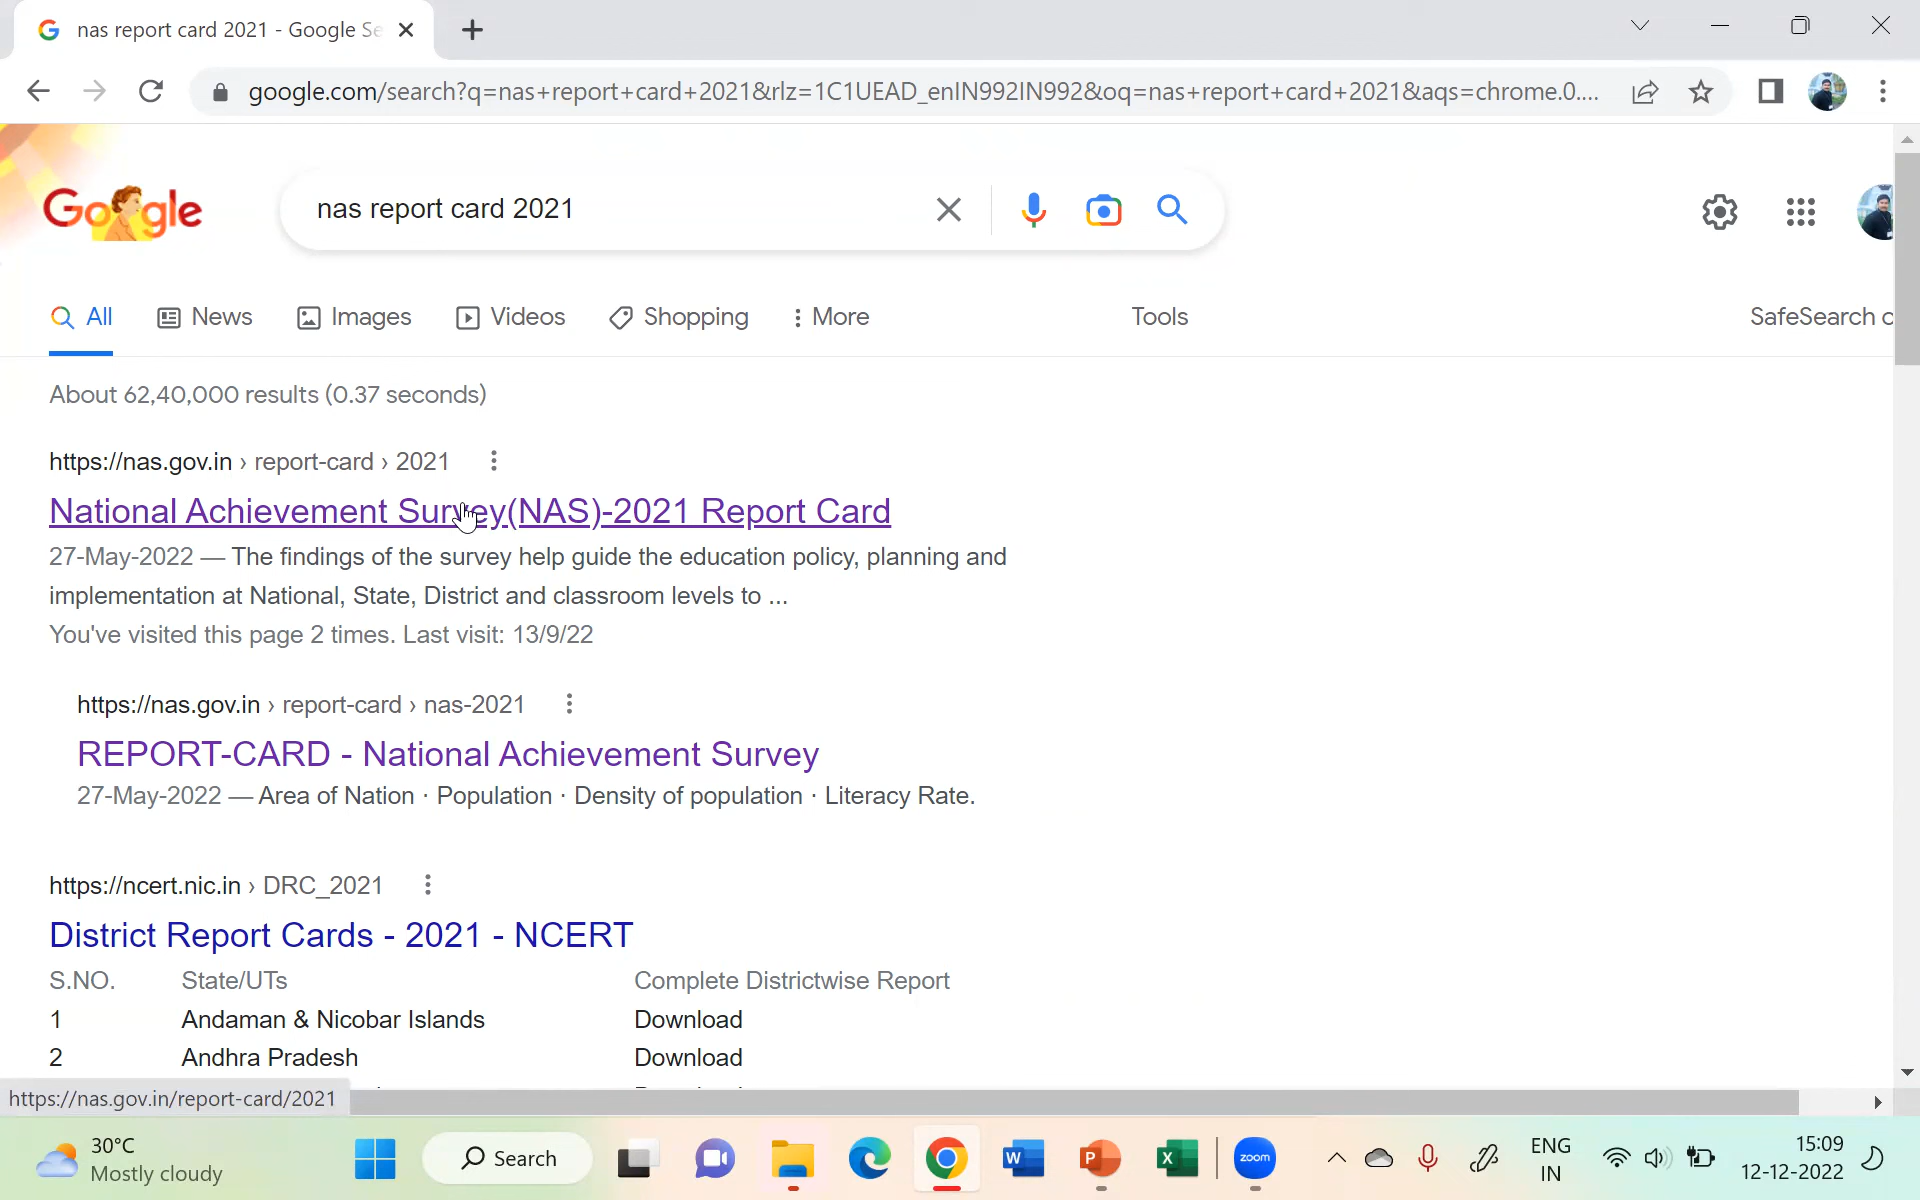 nas report card 2021 - Google Se
google.com/search?q=nas+report+card+2021&rlz=1C1UEAD_enIN992IN992&oq=nas+report+card+2021&aqs=chrome.0....
Google
nas report card 2021
All News Images Videos Shopping More Tools SafeSearch
About 62,40,000 results (0.37 seconds)
https://nas.gov.in › report-card › 2021
National Achievement Survey(NAS)-2021 Report Card
27-May-2022 — The findings of the survey help guide the education policy, planning and
implementation at National, State, District and classroom levels to ...
You've visited this page 2 times. Last visit: 13/9/22
https://nas.gov.in › report-card › nas-2021
REPORT-CARD - National Achievement Survey
27-May-2022 — Area of Nation · Population · Density of population · Literacy Rate.
https://ncert.nic.in › DRC_2021
District Report Cards - 2021 - NCERT
S.NO. State/UTs Complete Districtwise Report
1 Andaman & Nicobar Islands Download
2 Andhra Pradesh Download
https://nas.gov.in/report-card/2021
30°C
Mostly cloudy
Search
W
P
X
zoom
ENG
IN
15:09
12-12-2022